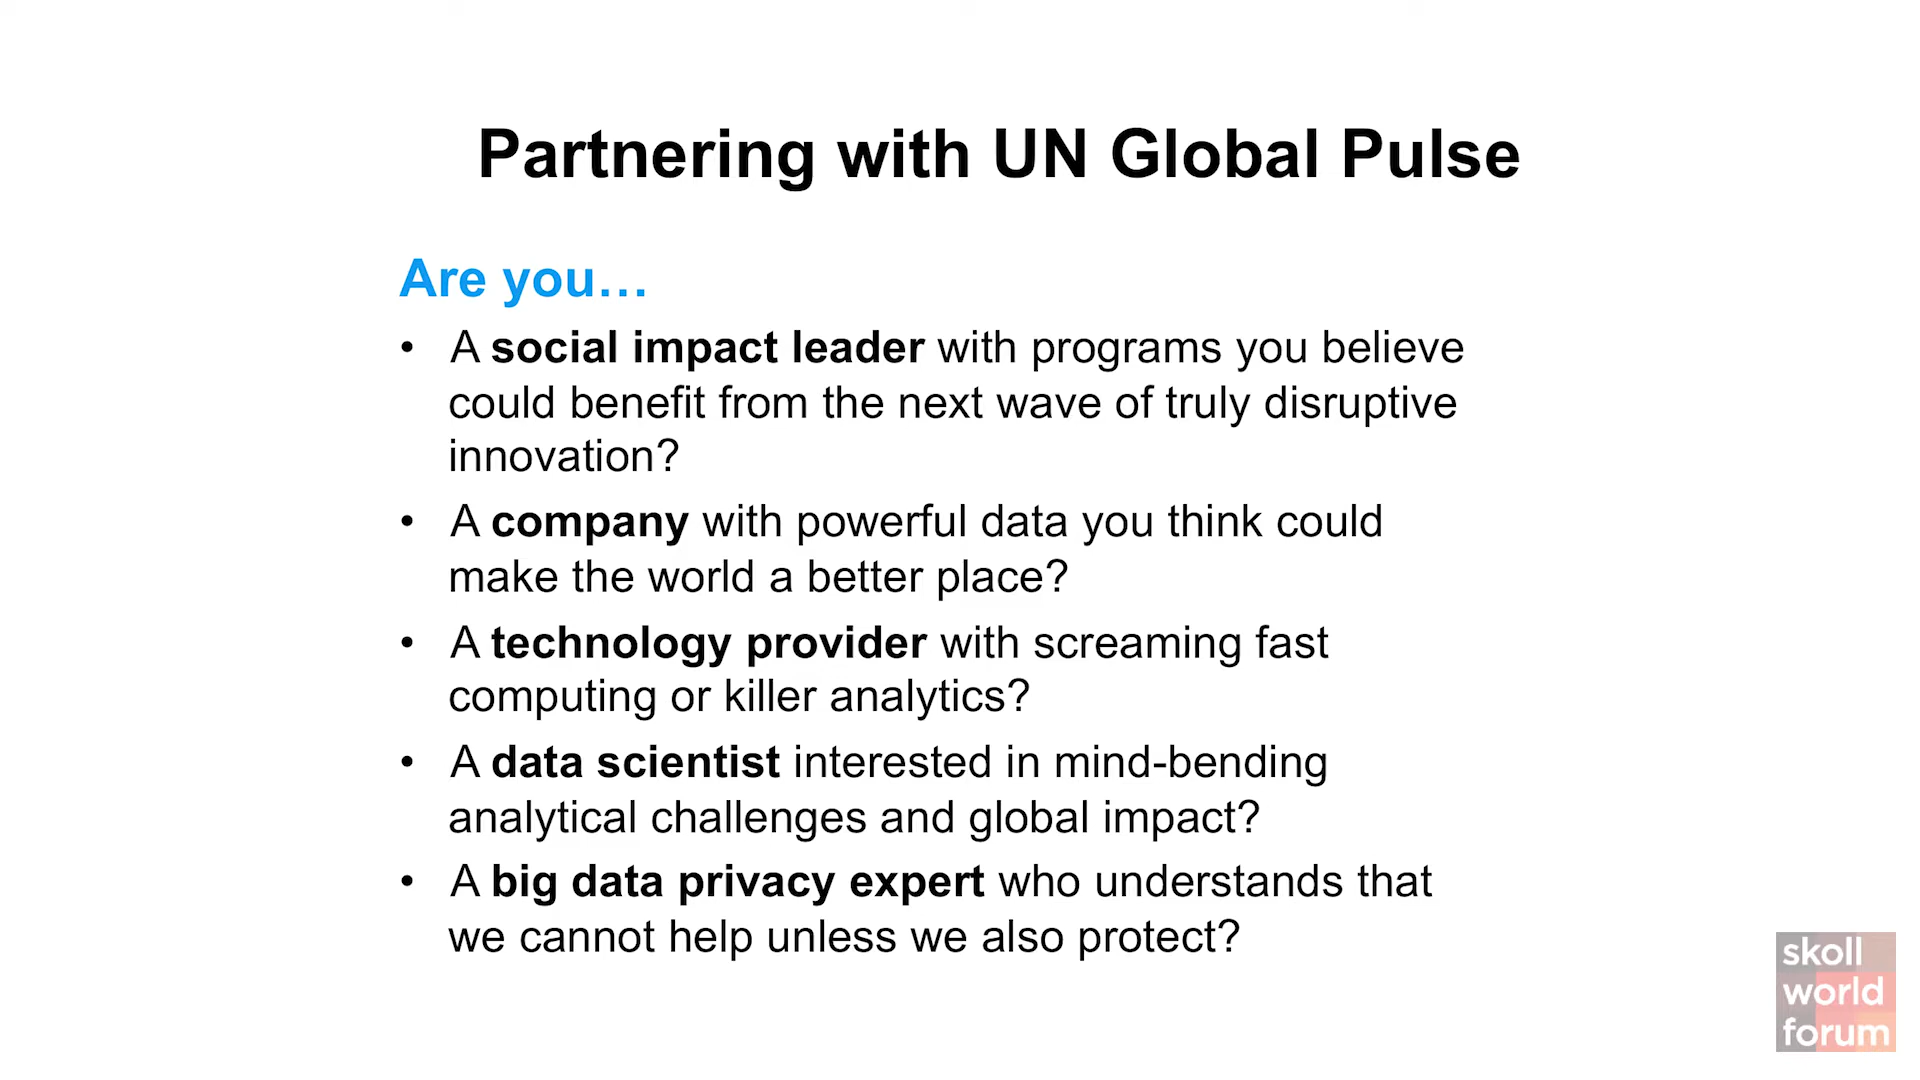 Partnering with UN Global Pulse
Are you…
• A social impact leader with programs you believe
could benefit from the next wave of truly disruptive
innovation?
• A company with powerful data you think could
make the world a better place?
• A technology provider with screaming fast
computing or killer analytics?
• A data scientist interested in mind-bending
analytical challenges and global impact?
• A big data privacy expert who understands that
we cannot help unless we also protect?
skoll
world
forum